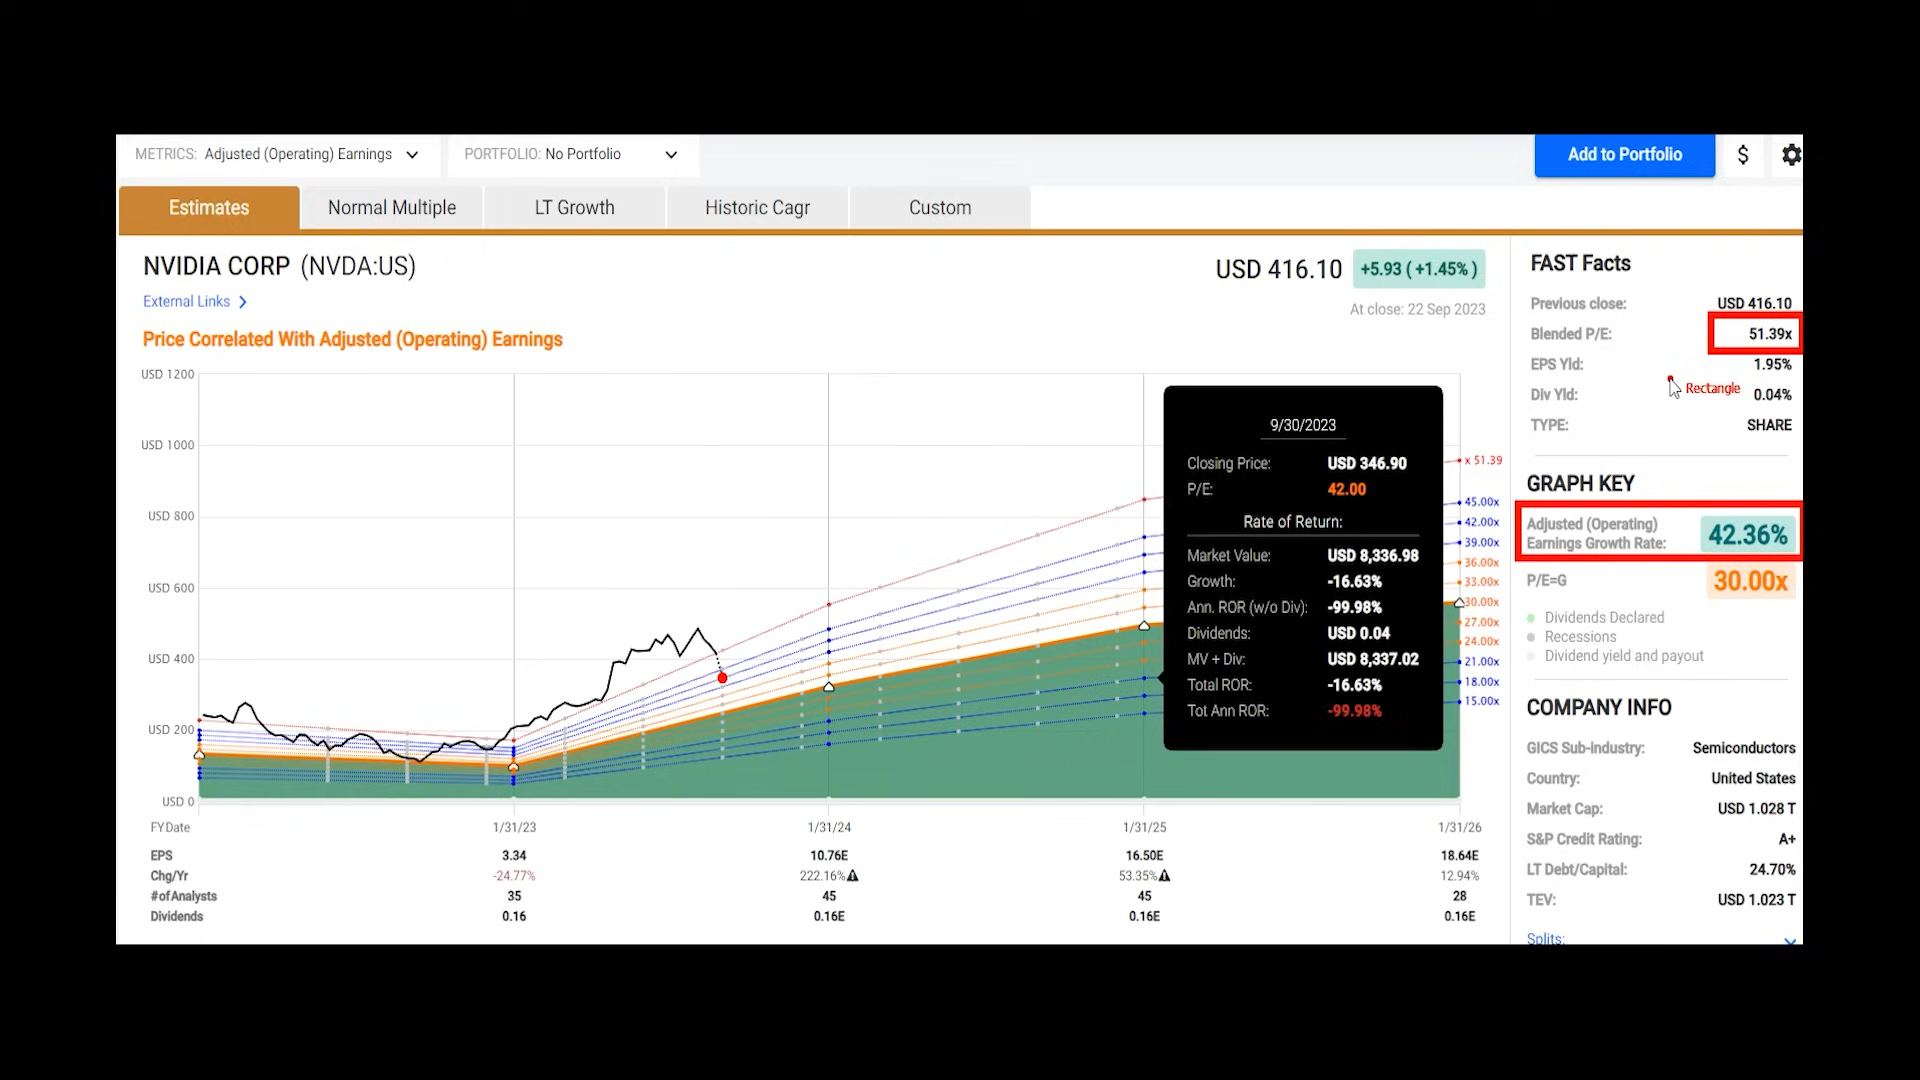 METRICS: Adjusted (Operating) Earnings PORTFOLIO: No Portfolio Add to Portfolio $
Estimates Normal Multiple LT Growth Historic Cagr Custom
NVIDIA CORP (NVDA:US)
USD 416.10 +5.93 ( +1.45% )
External Links
At close: 22 Sep 2023
Price Correlated With Adjusted (Operating) Earnings
USD 1200
USD 1000
USD 800
USD 600
USD 400
USD 200
USD 0
9/30/2023
Closing Price: USD 346.90
P/E: 42.00
Rate of Return:
Market Value: USD 8,336.98
Growth: -16.63%
Ann. ROR (w/o Div): -99.98%
Dividends: USD 0.04
MV + Div: USD 8,337.02
Total ROR: -16.63%
Tot Ann ROR: -99.98%
x 51.39
45.00x
42.00x
39.00x
36.00x
33.00x
30.00x
27.00x
24.00x
21.00x
18.00x
15.00x
FY Date 1/31/23 1/31/24 1/31/25 1/31/26
EPS 3.34 10.76E 16.50E 18.64E
Chg/Yr -24.77% 222.16% 53.35% 12.94%
# of Analysts 35 45 45 28
Dividends 0.16 0.16E 0.16E 0.16E
FAST Facts
Previous close: USD 416.10
Blended P/E: 51.39x
EPS Yld: 1.95%
Rectangle
Div Yld: 0.04%
TYPE: SHARE
GRAPH KEY
Adjusted (Operating)
Earnings Growth Rate: 42.36%
P/E=G 30.00x
Dividends Declared
Recessions
Dividend yield and payout
COMPANY INFO
GICS Sub-industry: Semiconductors
Country: United States
Market Cap: USD 1.028 T
S&P Credit Rating: A+
LT Debt/Capital: 24.70%
TEV: USD 1.023 T
Splits: